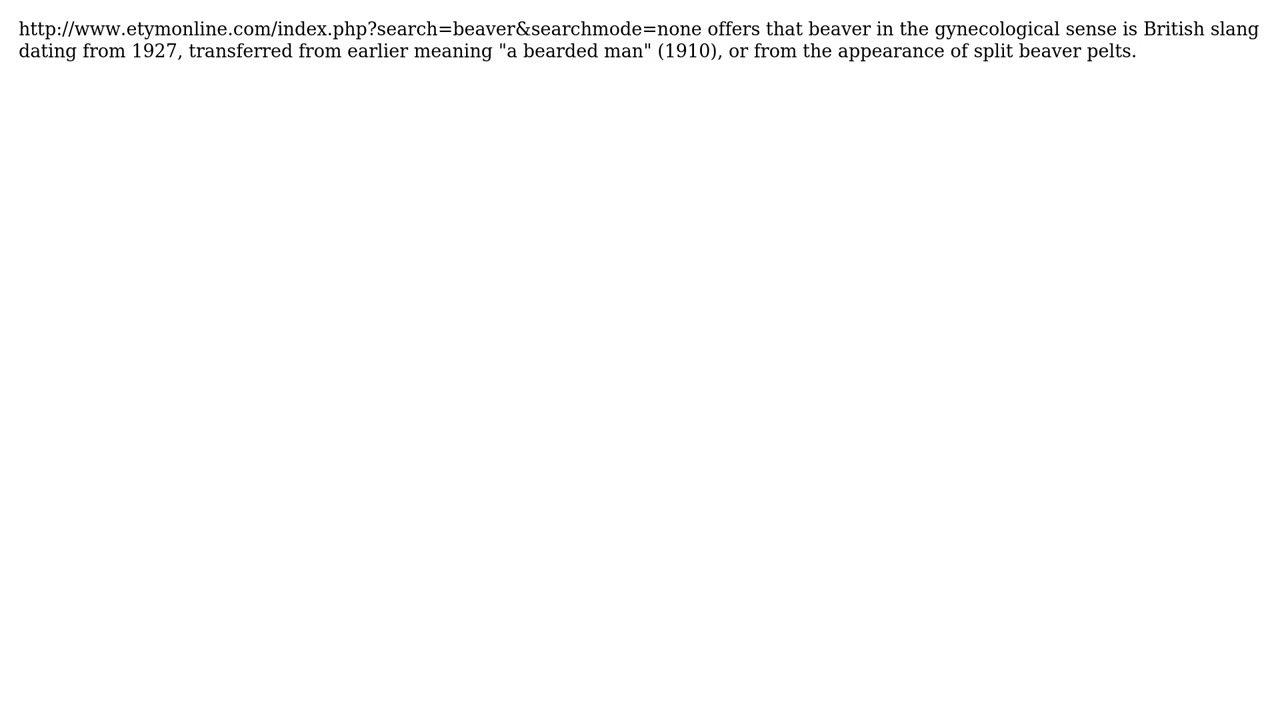 http://www.etymonline.com/index.php?search=beaver&searchmode=none offers that beaver in the gynecological sense is British slang
dating from 1927, transferred from earlier meaning "a bearded man" (1910), or from the appearance of split beaver pelts.